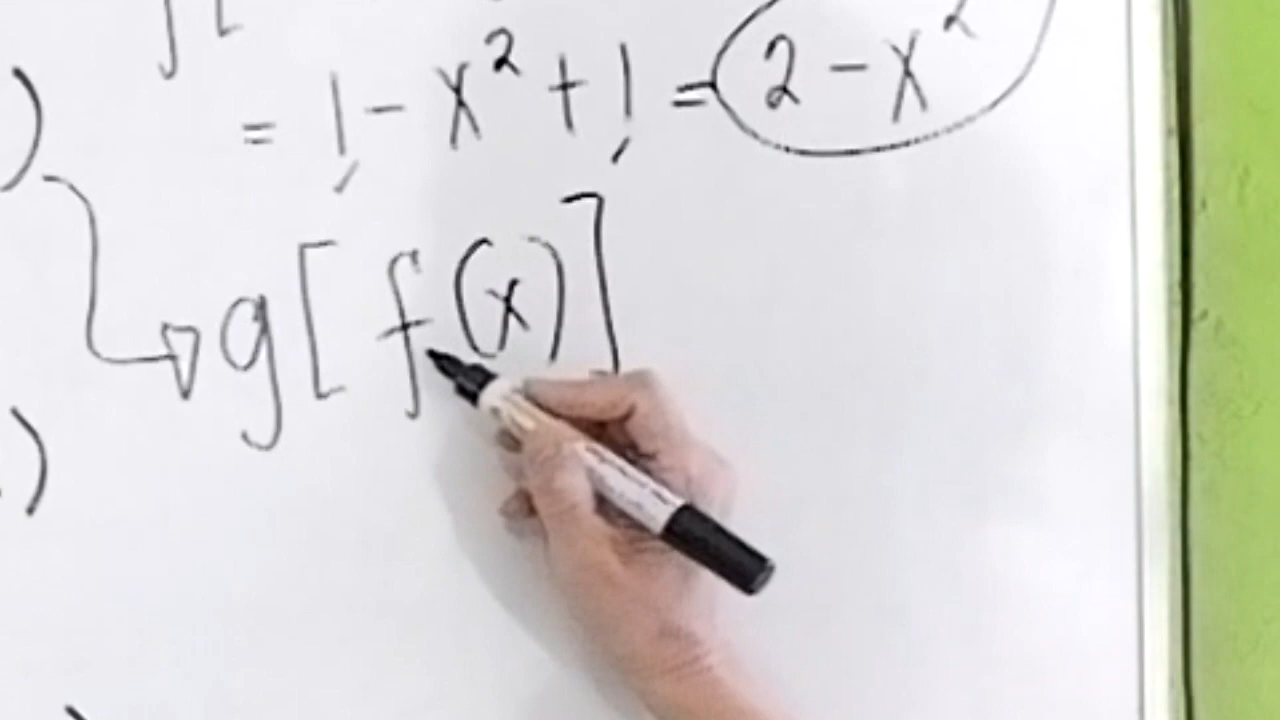 = 1 - x² + 1 = 2 - x²
g[f(x)]